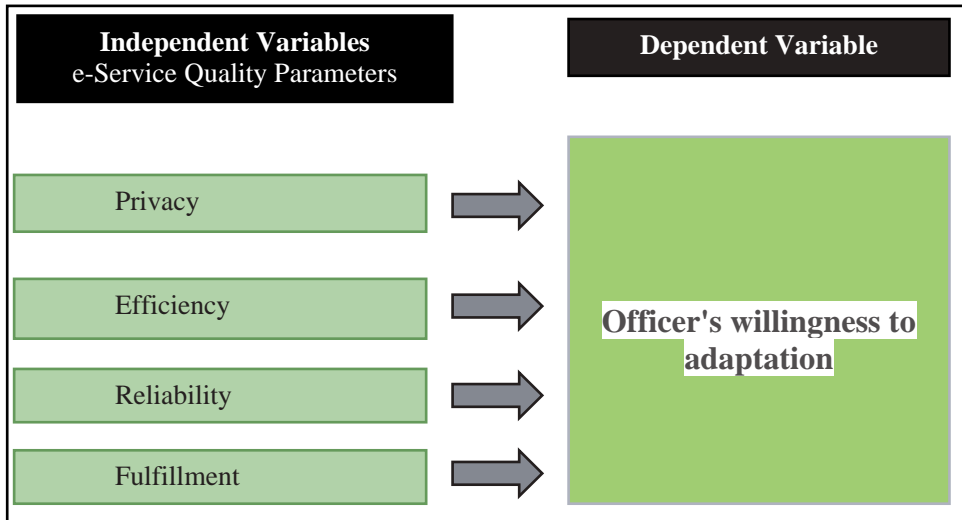 Independent Variables
e-Service Quality Parameters
Dependent Variable
Privacy
Efficiency
Reliability
Fulfillment
Officer's willingness to
adaptation